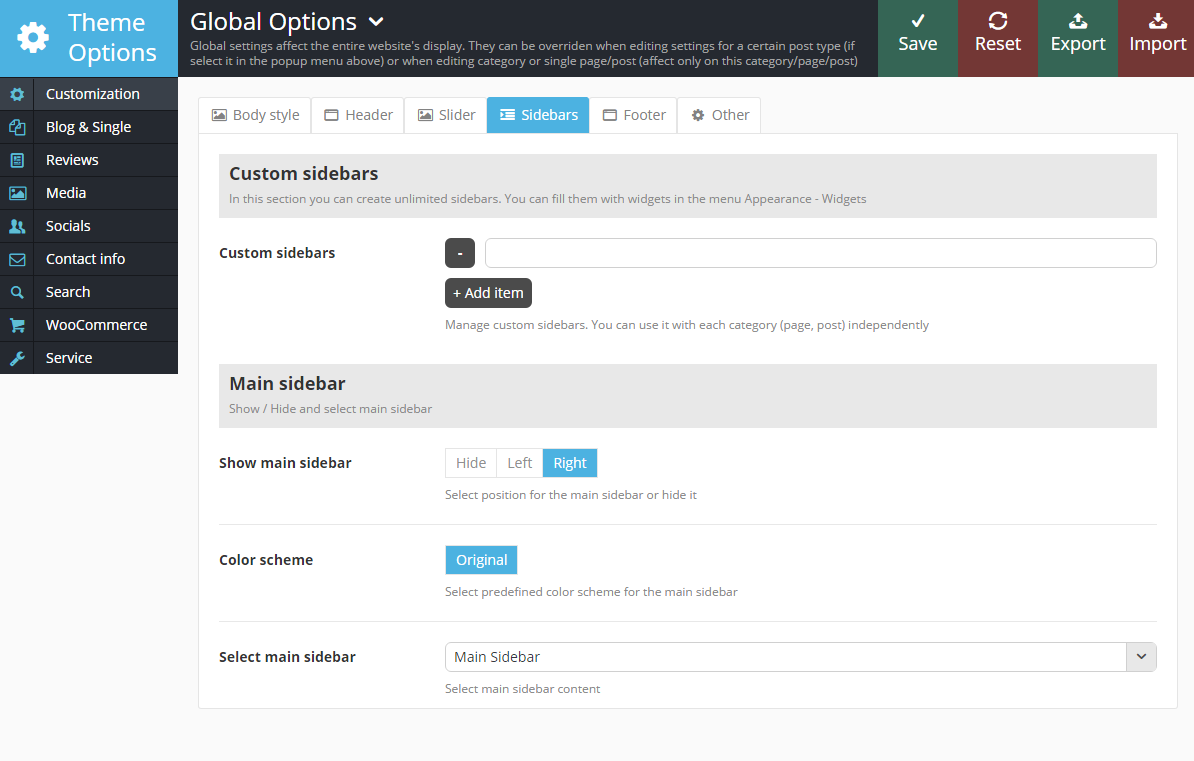 Theme
Options
Global Options
Global settings affect the entire website's display. They can be overriden when editing settings for a certain post type (if
select it in the popup menu above) or when editing category or single page/post (affect only on this category/page/post)
Save
Reset
Export
Import
Customization
Blog & Single
Reviews
Media
Socials
Contact info
Search
WooCommerce
Service
Body style
Header
Slider
Sidebars
Footer
Other
Custom sidebars
In this section you can create unlimited sidebars. You can fill them with widgets in the menu Appearance - Widgets
Custom sidebars
-
+ Add item
Manage custom sidebars. You can use it with each category (page, post) independently
Main sidebar
Show / Hide and select main sidebar
Show main sidebar
Hide
Left
Right
Select position for the main sidebar or hide it
Color scheme
Original
Select predefined color scheme for the main sidebar
Select main sidebar
Main Sidebar
Select main sidebar content